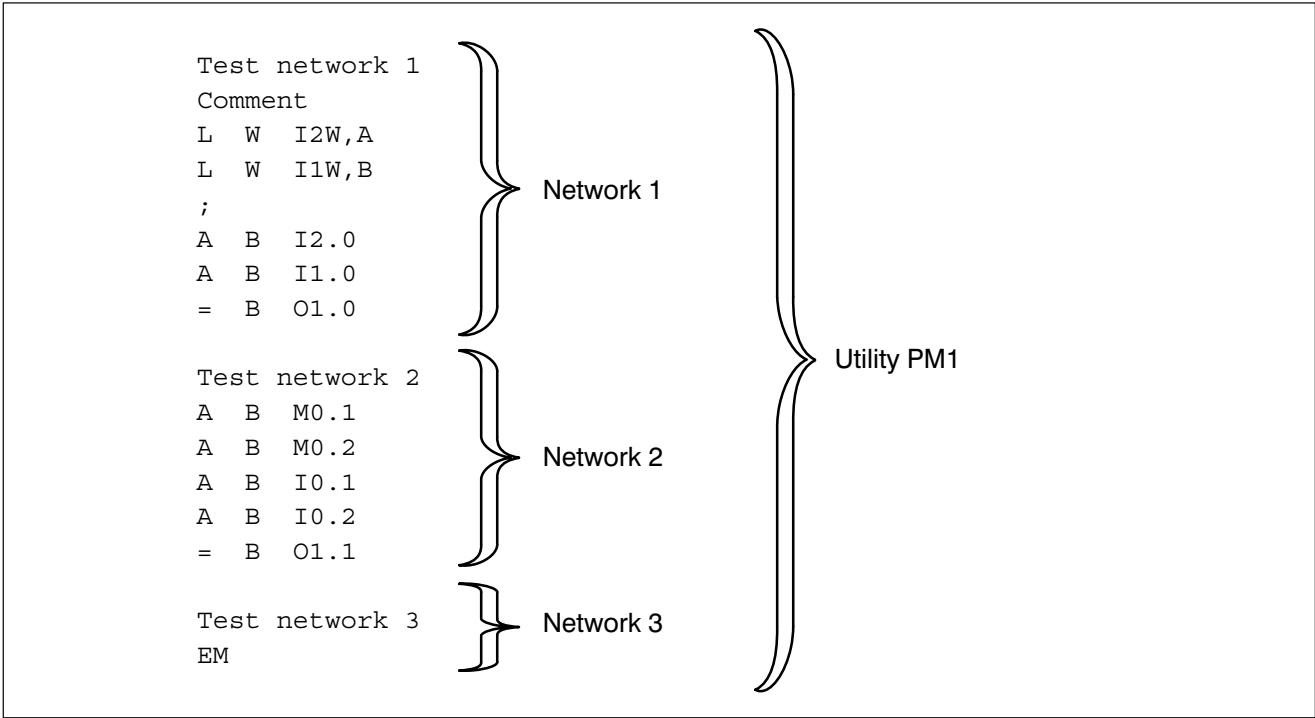 Test network 1
Comment
L W I2W,A
L W I1W,B
;
A B I2.0
A B I1.0
= B O1.0
Network 1
Test network 2
A B M0.1
A B M0.2
A B I0.1
A B I0.2
= B O1.1
Network 2
Test network 3
EM
Network 3
Utility PM1